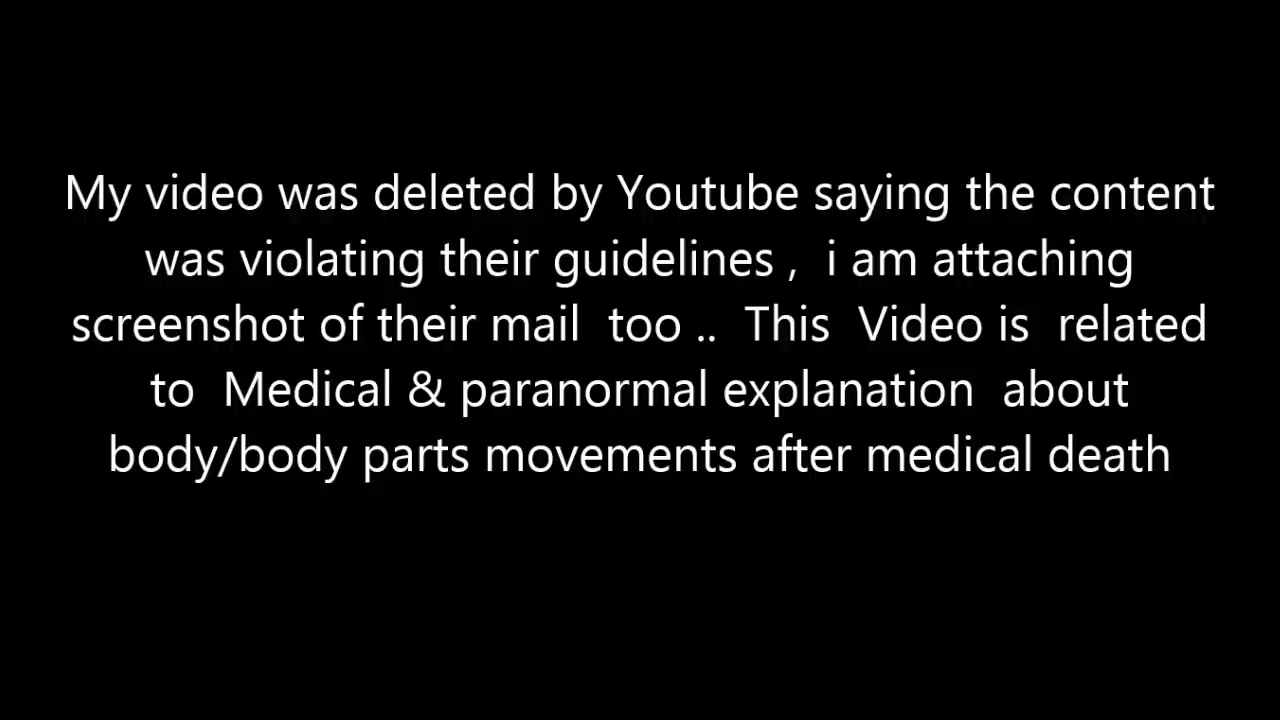 My video was deleted by Youtube saying the content
was violating their guidelines ,  i am attaching
screenshot of their mail  too ..  This  Video is  related
to  Medical & paranormal explanation  about
body/body parts movements after medical death